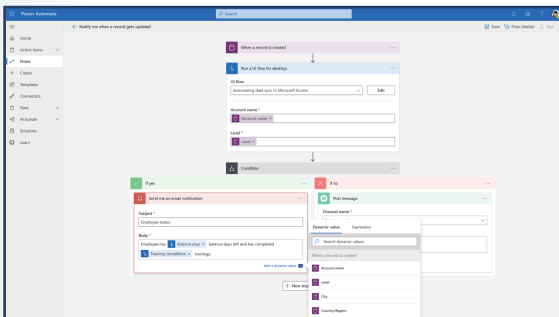 Power Automate
Search
Notify me when a record gets updated
Save
Flow checker
Test
Home
Action items
Flows
Create
Templates
Connectors
Data
AI builder
Solutions
Learn
When a record is created
Run a UI flow for desktop
UI flow
Automating data sync in Microsoft Access
Edit
Account name *
Account name ×
Level *
Level ×
Condition
If yes
Send me an email notification
Subject *
Employee status
Body *
Employee has Balance days × balance days left and has completed
Training completion × trainings.
Add a dynamic value
If no
Post message
Channel name *
Dynamic value
Expression
Search dynamic values
When a record is created
Account name
Level
City
Country/Region
+ New step